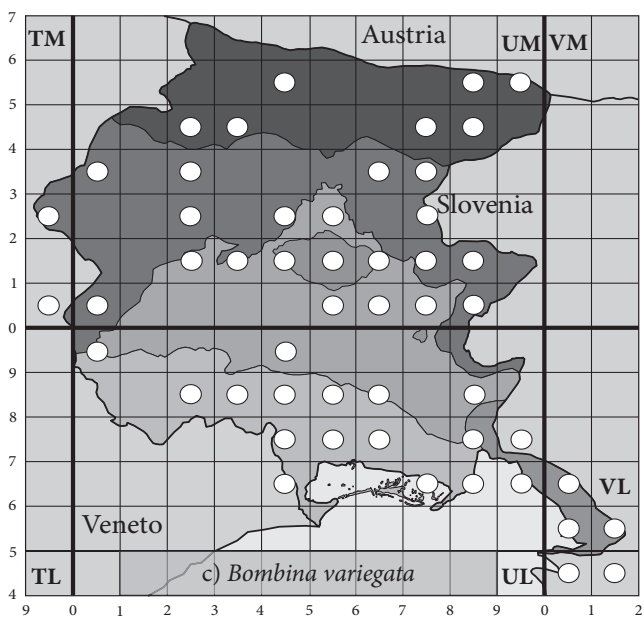 7
TM
Austria
UM
VM
6
5
4
3
Slovenia
2
1
0
9
8
7
6
VL
Veneto
5
TL
c) Bombina variegata
UL
4
9 0 1 2 3 4 5 6 7 8 9 0 1 2